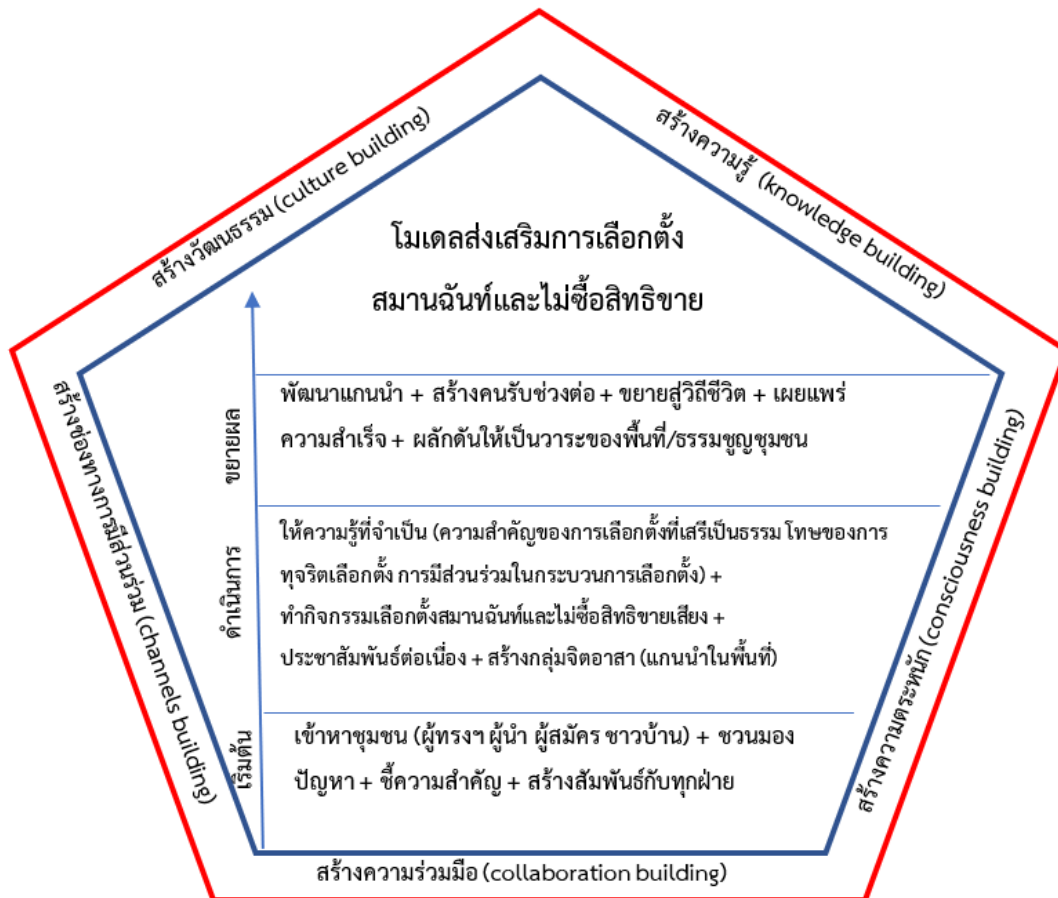 สร้างวัฒนธรรม (culture building)
สร้างความรู้ (knowledge building)
โมเดลส่งเสริมการเลือกตั้ง
สมานฉันท์และไม่ซื้อสิทธิขาย
ขยายผล
พัฒนาแกนนำ + สร้างคนรับช่วงต่อ + ขยายสู่วิถีชีวิต + เผยแพร่
ความสำเร็จ + ผลักดันให้เป็นวาระของพื้นที่/ธรรมชูญชุมชน
ดำเนินการ
ให้ความรู้ที่จำเป็น (ความสำคัญของการเลือกตั้งที่เสรีเป็นธรรม โทษของการ
ทุจริตเลือกตั้ง การมีส่วนร่วมในกระบวนการเลือกตั้ง) +
ทำกิจกรรมเลือกตั้งสมานฉันท์และไม่ซื้อสิทธิขายเสียง +
ประชาสัมพันธ์ต่อเนื่อง + สร้างกลุ่มจิตอาสา (แกนนำในพื้นที่)
เริ่มต้น
เข้าหาชุมชน (ผู้ทรงฯ ผู้นำ ผู้สมัคร ชาวบ้าน) + ชวนมอง
ปัญหา + ชี้ความสำคัญ + สร้างสัมพันธ์กับทุกฝ่าย
สร้างช่องทางการมีส่วนร่วม (channels building)
สร้างความตระหนัก (consciousness building)
สร้างความร่วมมือ (collaboration building)